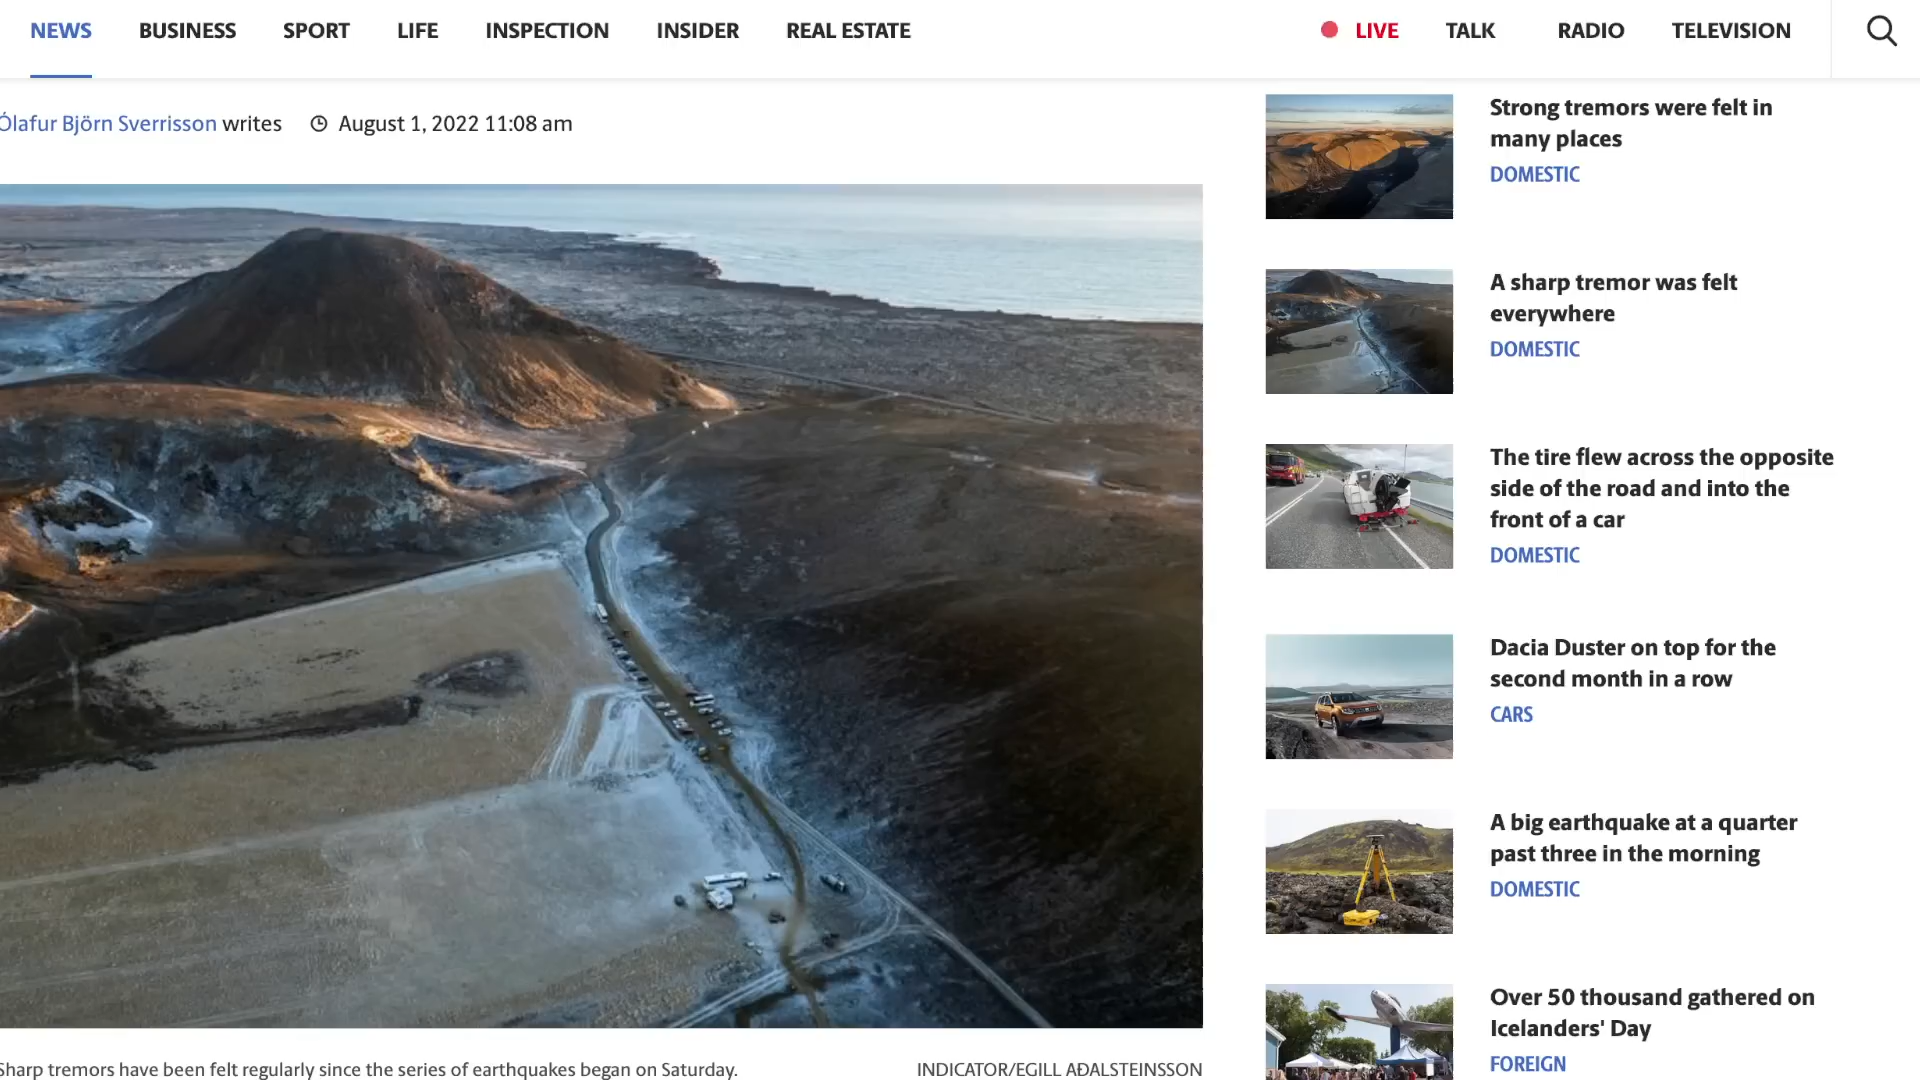 NEWS BUSINESS SPORT LIFE INSPECTION INSIDER REAL ESTATE LIVE TALK RADIO TELEVISION
Ólafur Björn Sverrisson writes August 1, 2022 11:08 am
Sharp tremors have been felt regularly since the series of earthquakes began on Saturday.
INDICATOR/EGILL AÐALSTEINSSON
Strong tremors were felt in
many places
DOMESTIC
A sharp tremor was felt
everywhere
DOMESTIC
The tire flew across the opposite
side of the road and into the
front of a car
DOMESTIC
Dacia Duster on top for the
second month in a row
CARS
A big earthquake at a quarter
past three in the morning
DOMESTIC
Over 50 thousand gathered on
Icelanders' Day
FOREIGN